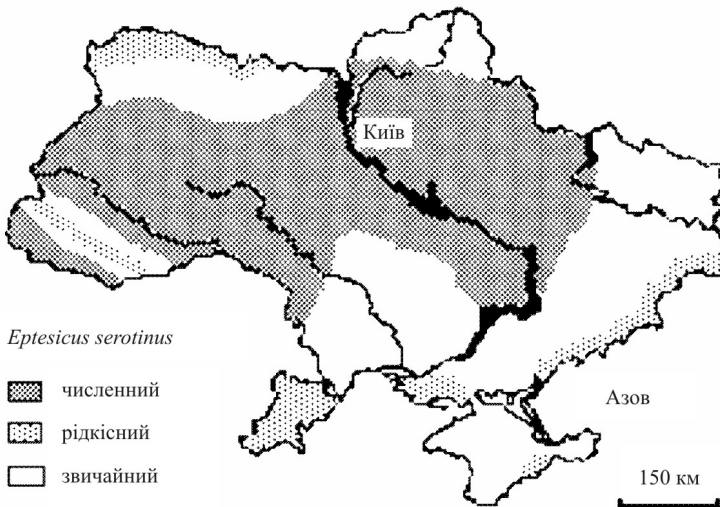 Київ
Eptesicus serotinus
численний
рідкісний
звичайний
Азов
150 км